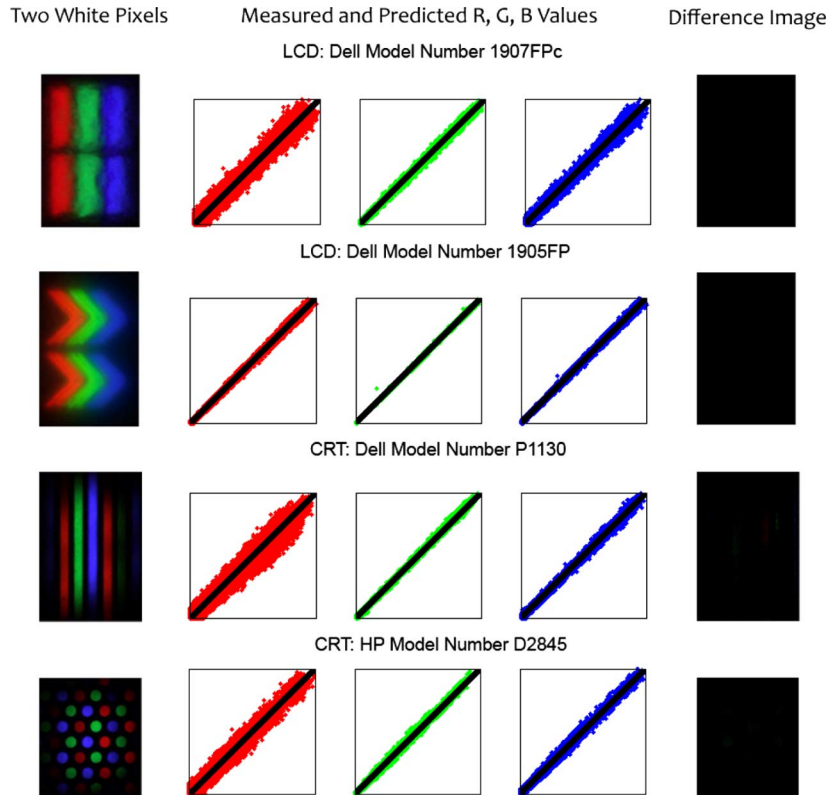 Two White Pixels
Measured and Predicted R, G, B Values
Difference Image
LCD: Dell Model Number 1907FPc
LCD: Dell Model Number 1905FP
CRT: Dell Model Number P1130
CRT: HP Model Number D2845